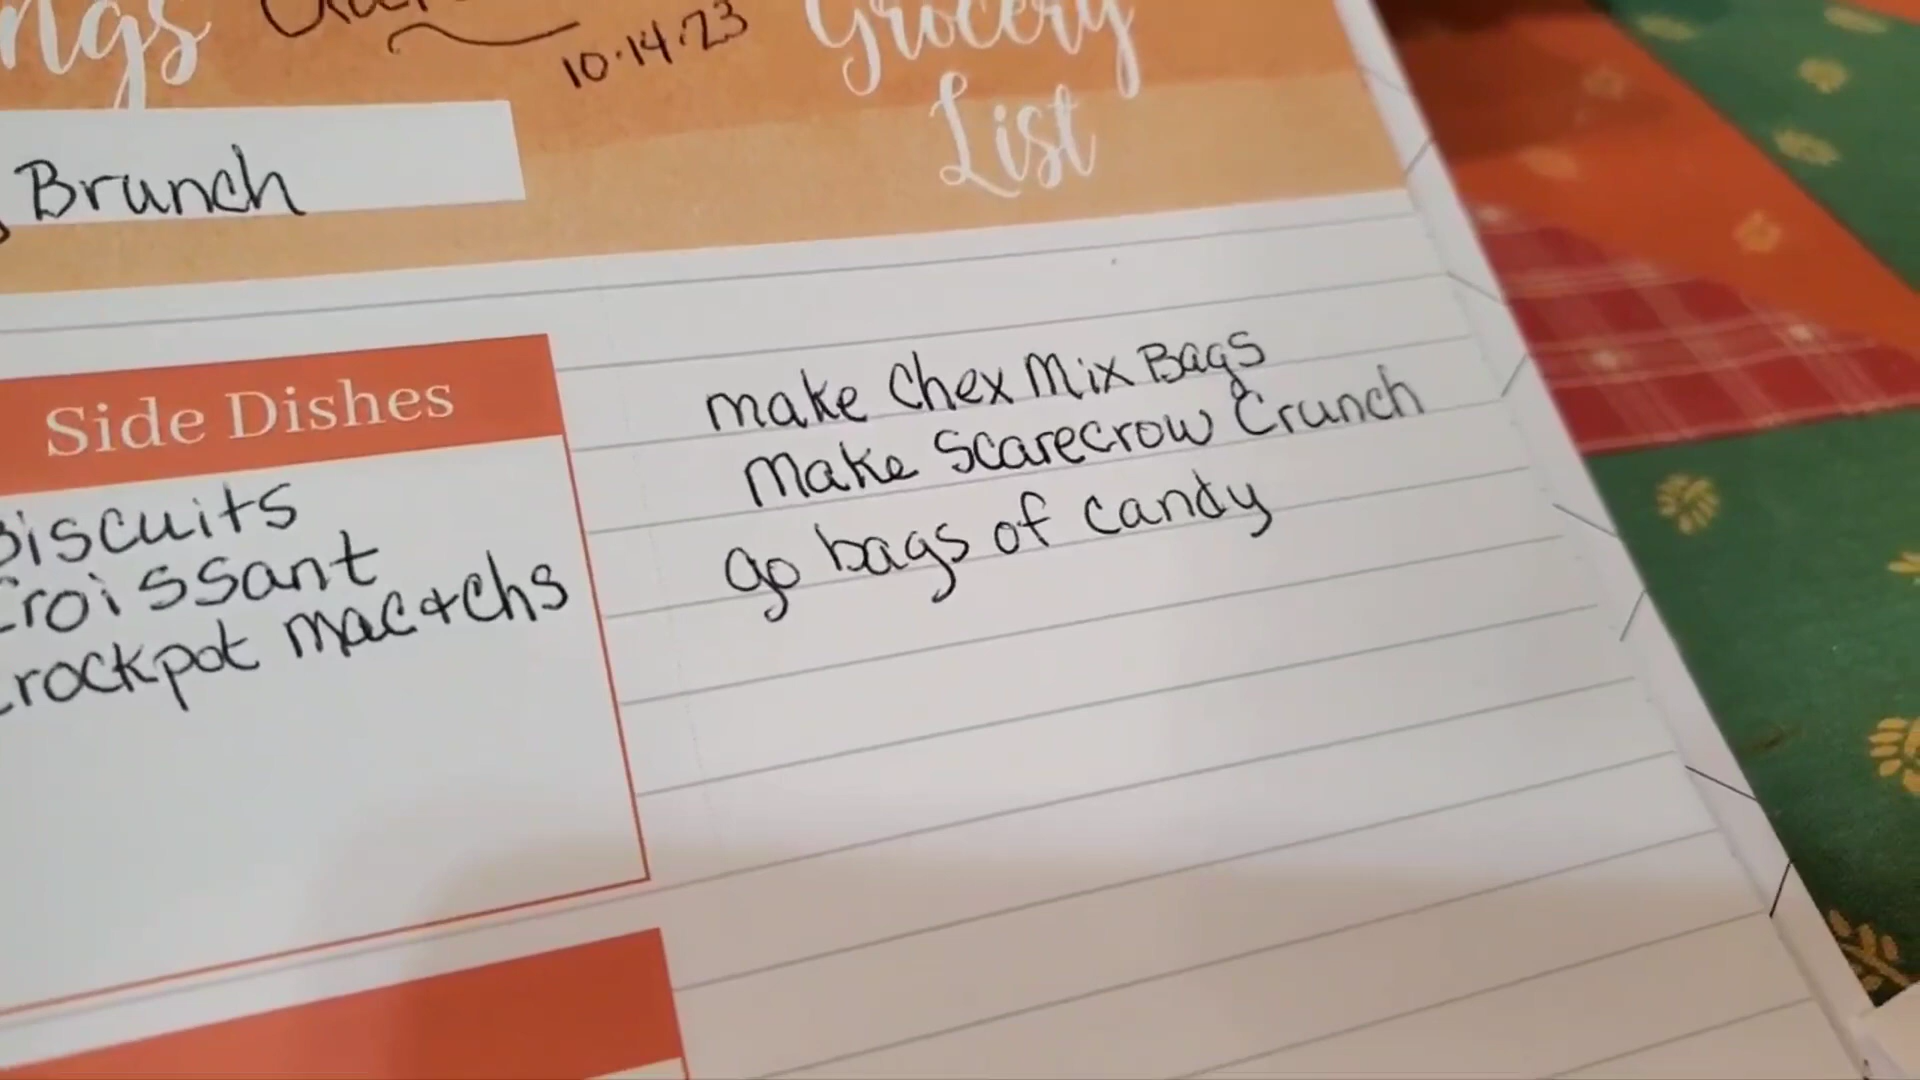 10.14.23
Grocery
List
Brunch
Side Dishes
Biscuits
Croissant
Crockpot mac+chs
make Chex Mix Bags
Make Scarecrow Crunch
go bags of candy